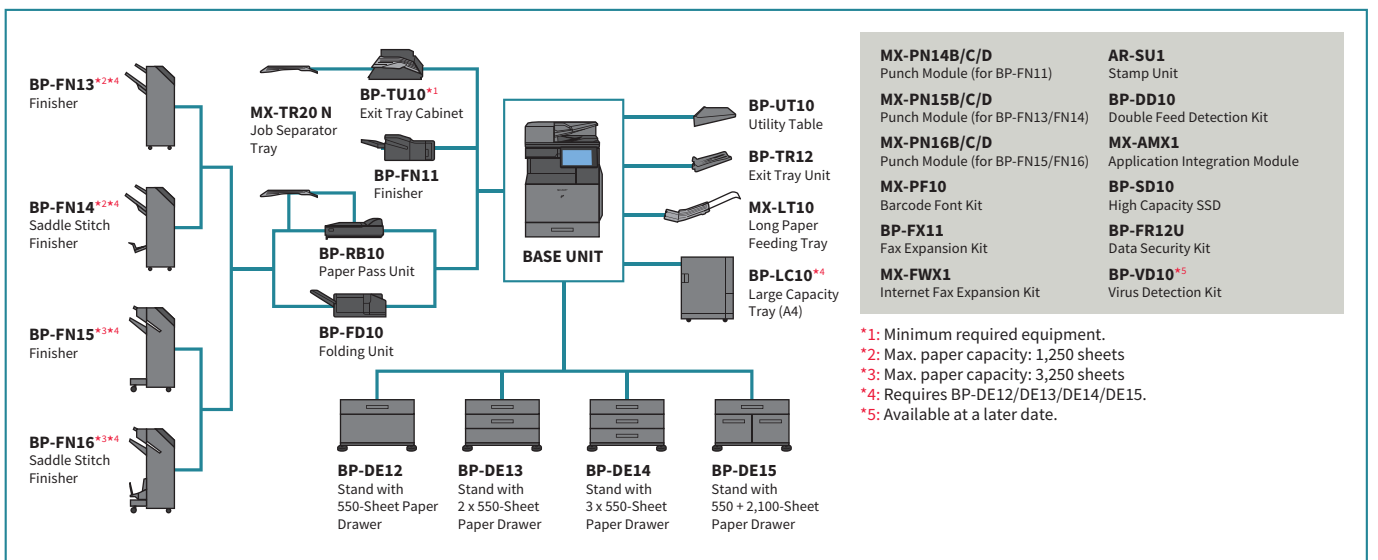 BP-FN13*2*4
Finisher
BP-FN14*2*4
Saddle Stitch
Finisher
BP-FN15*3*4
Finisher
BP-FN16*3*4
Saddle Stitch
Finisher
MX-TR20 N
Job Separator
Tray
BP-TU10*1
Exit Tray Cabinet
BP-FN11
Finisher
BP-RB10
Paper Pass Unit
BP-FD10
Folding Unit
BASE UNIT
BP-UT10
Utility Table
BP-TR12
Exit Tray Unit
MX-LT10
Long Paper
Feeding Tray
BP-LC10*4
Large Capacity
Tray (A4)
BP-DE12
Stand with
550-Sheet Paper
Drawer
BP-DE13
Stand with
2 x 550-Sheet
Paper Drawer
BP-DE14
Stand with
3 x 550-Sheet
Paper Drawer
BP-DE15
Stand with
550 + 2,100-Sheet
Paper Drawer
MX-PN14B/C/D
Punch Module (for BP-FN11)
MX-PN15B/C/D
Punch Module (for BP-FN13/FN14)
MX-PN16B/C/D
Punch Module (for BP-FN15/FN16)
MX-PF10
Barcode Font Kit
BP-FX11
Fax Expansion Kit
MX-FWX1
Internet Fax Expansion Kit
AR-SU1
Stamp Unit
BP-DD10
Double Feed Detection Kit
MX-AMX1
Application Integration Module
BP-SD10
High Capacity SSD
BP-FR12U
Data Security Kit
BP-VD10*5
Virus Detection Kit
*1: Minimum required equipment.
*2: Max. paper capacity: 1,250 sheets
*3: Max. paper capacity: 3,250 sheets
*4: Requires BP-DE12/DE13/DE14/DE15.
*5: Available at a later date.